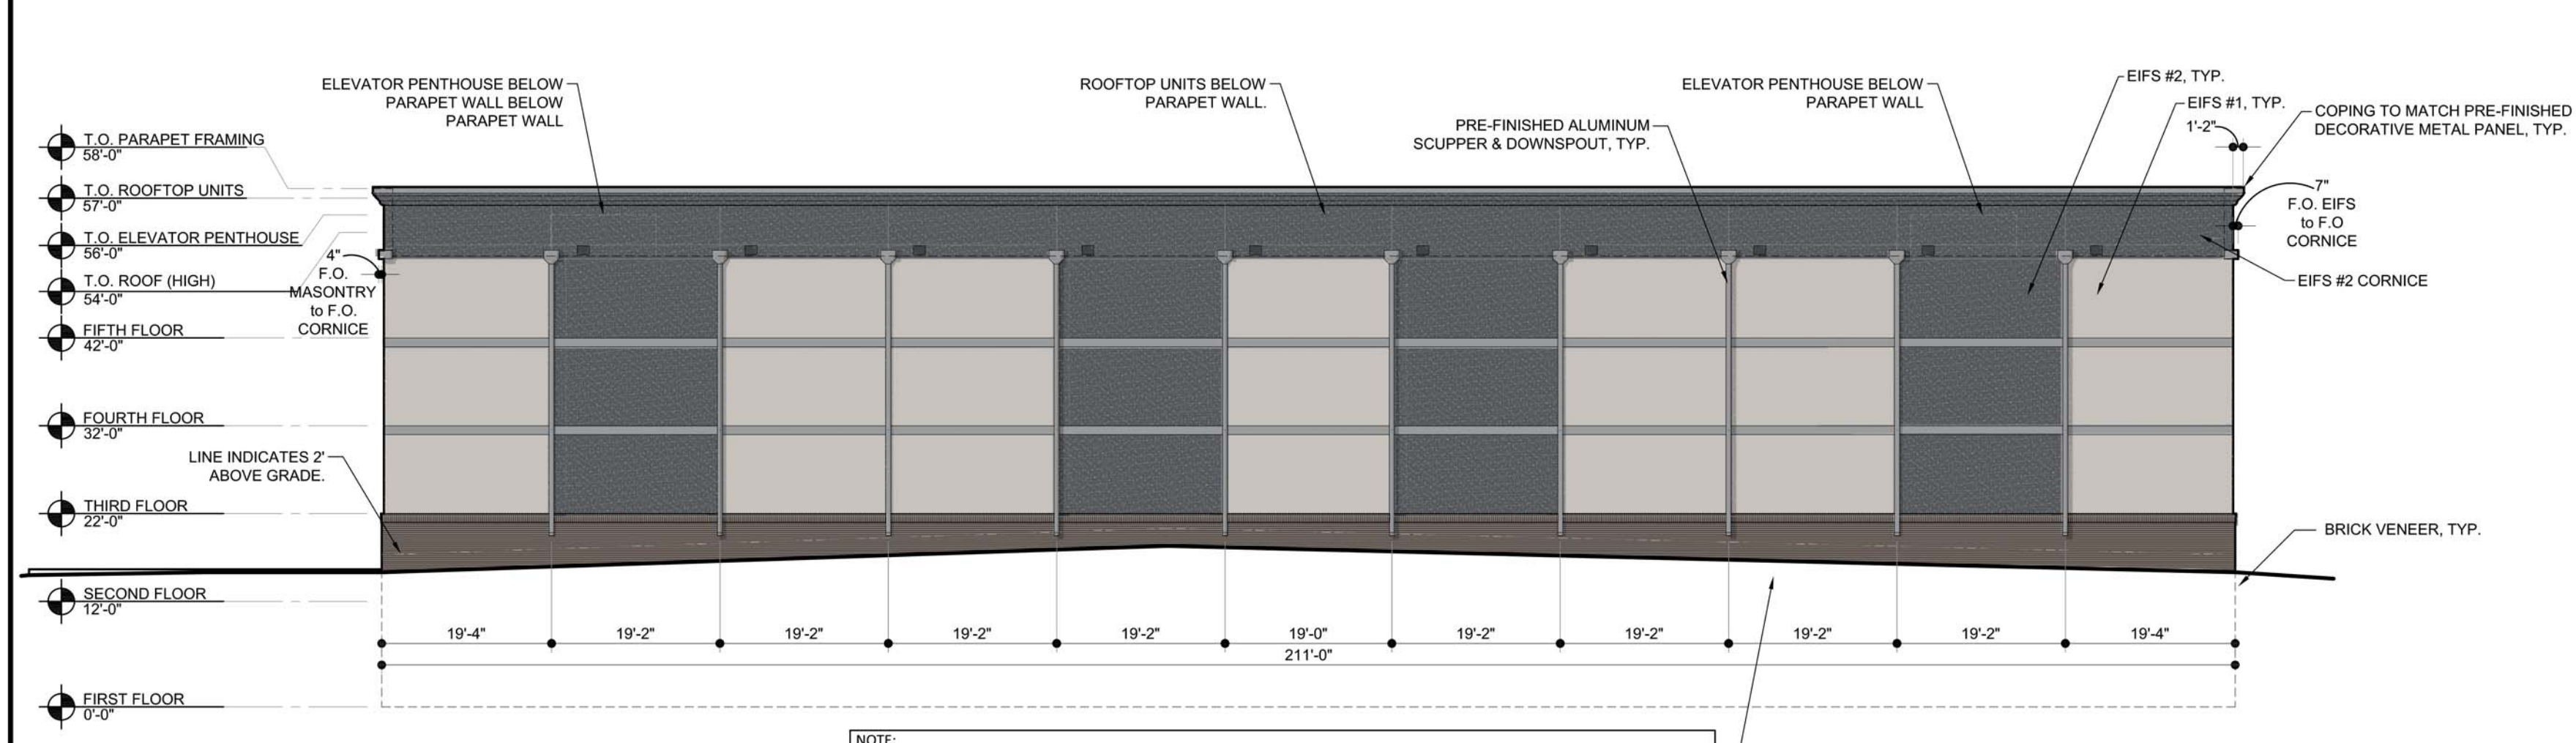 ELEVATOR PENTHOUSE BELOW
PARAPET WALL BELOW
PARAPET WALL
ROOFTOP UNITS BELOW
PARAPET WALL.
PRE-FINISHED ALUMINUM
SCUPPER & DOWNSPOUT, TYP.
ELEVATOR PENTHOUSE BELOW
PARAPET WALL
EIFS #2, TYP.
EIFS #1, TYP.
1'-2"
COPING TO MATCH PRE-FINISHED
DECORATIVE METAL PANEL, TYP.
7"
F.O. EIFS
to F.O
CORNICE
EIFS #2 CORNICE
T.O. PARAPET FRAMING
58'-0"
T.O. ROOFTOP UNITS
57'-0"
T.O. ELEVATOR PENTHOUSE
56'-0"
T.O. ROOF (HIGH)
54'-0"
4"
F.O.
MASONTRY
to F.O.
CORNICE
FIFTH FLOOR
42'-0"
FOURTH FLOOR
32'-0"
LINE INDICATES 2'
ABOVE GRADE.
THIRD FLOOR
22'-0"
BRICK VENEER, TYP.
SECOND FLOOR
12'-0"
19'-4"
19'-2"
19'-2"
19'-2"
19'-2"
19'-0"
19'-2"
19'-2"
19'-2"
19'-2"
19'-4"
211'-0"
FIRST FLOOR
0'-0"
NOTE: